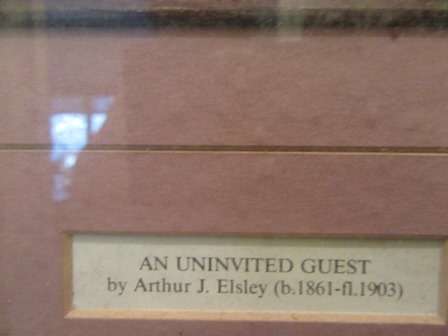 AN UNINVITED GUEST
by Arthur J. Elsley (b.1861-fl.1903)